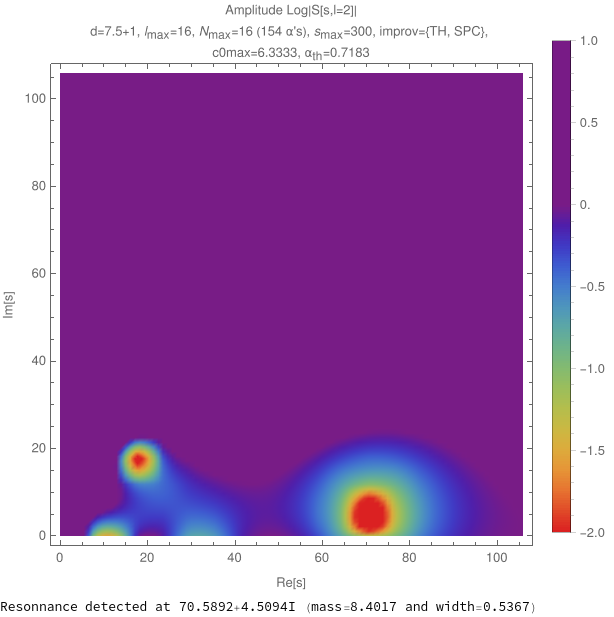 Amplitude Log|S[s,l=2]|
d=7.5+1, lmax=16, Nmax=16 (154 α's), smax=300, improv={TH, SPC},
c0max=6.3333, αth=0.7183
1.0
0.5
0.
−0.5
−1.0
−1.5
−2.0
100
80
60
40
20
0
Im[s]
0 20 40 60 80 100
Re[s]
Resonnance detected at 70.5892+4.5094I (mass=8.4017 and width=0.5367)